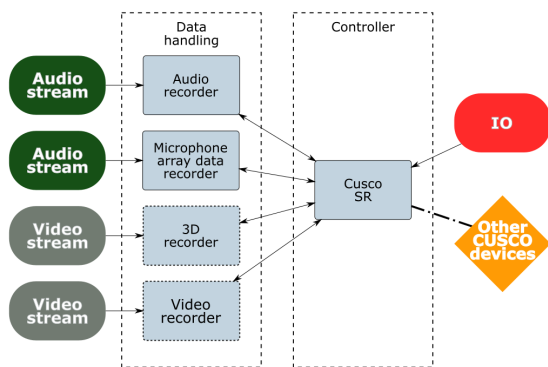 Data
handling
Controller
Audio
stream
Audio
recorder
IO
Audio
stream
Microphone
array data
recorder
Cusco
SR
Video
stream
3D
recorder
Other
CUSCO
devices
Video
stream
Video
recorder